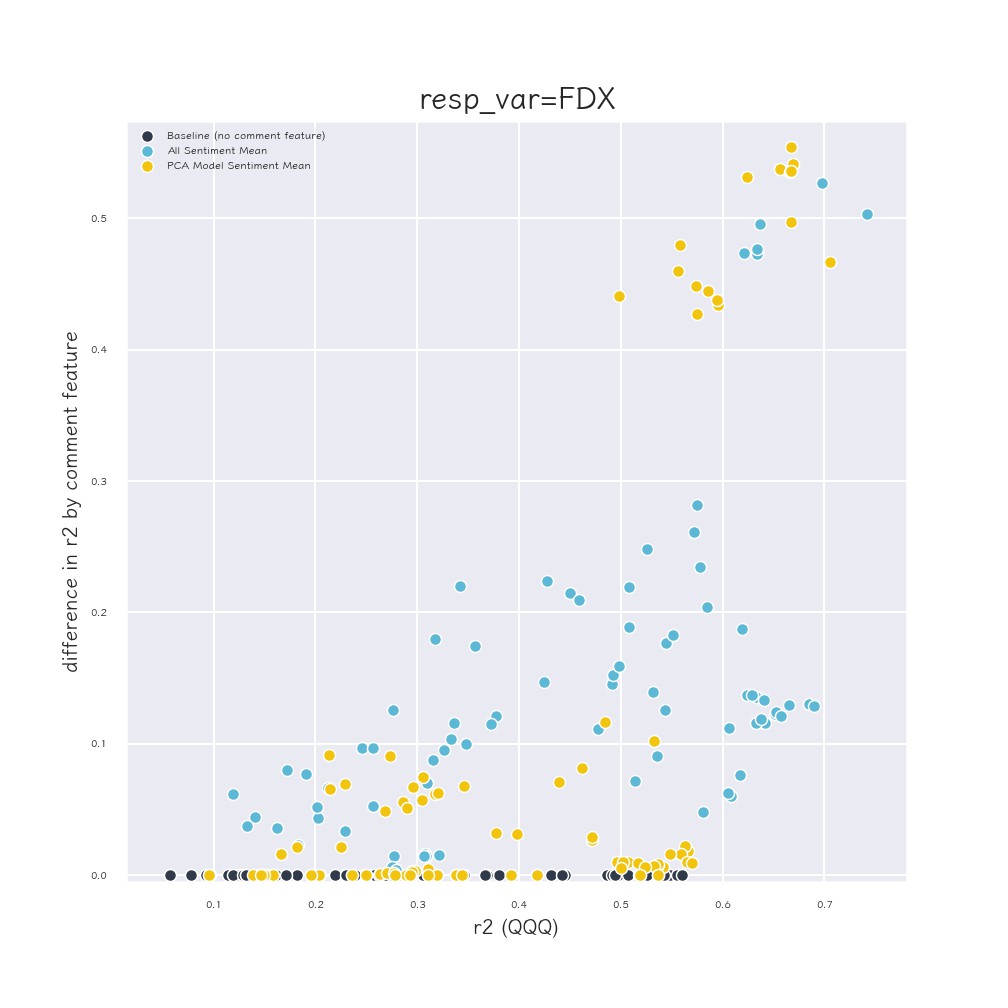 resp_var=FDX
Baseline (no comment feature)
All Sentiment Mean
PCA Model Sentiment Mean
difference in r2 by comment feature
0.5
0.4
0.3
0.2
0.1
0.0
0.1
0.2
0.3
0.4
0.5
0.6
0.7
r2 (QQQ)